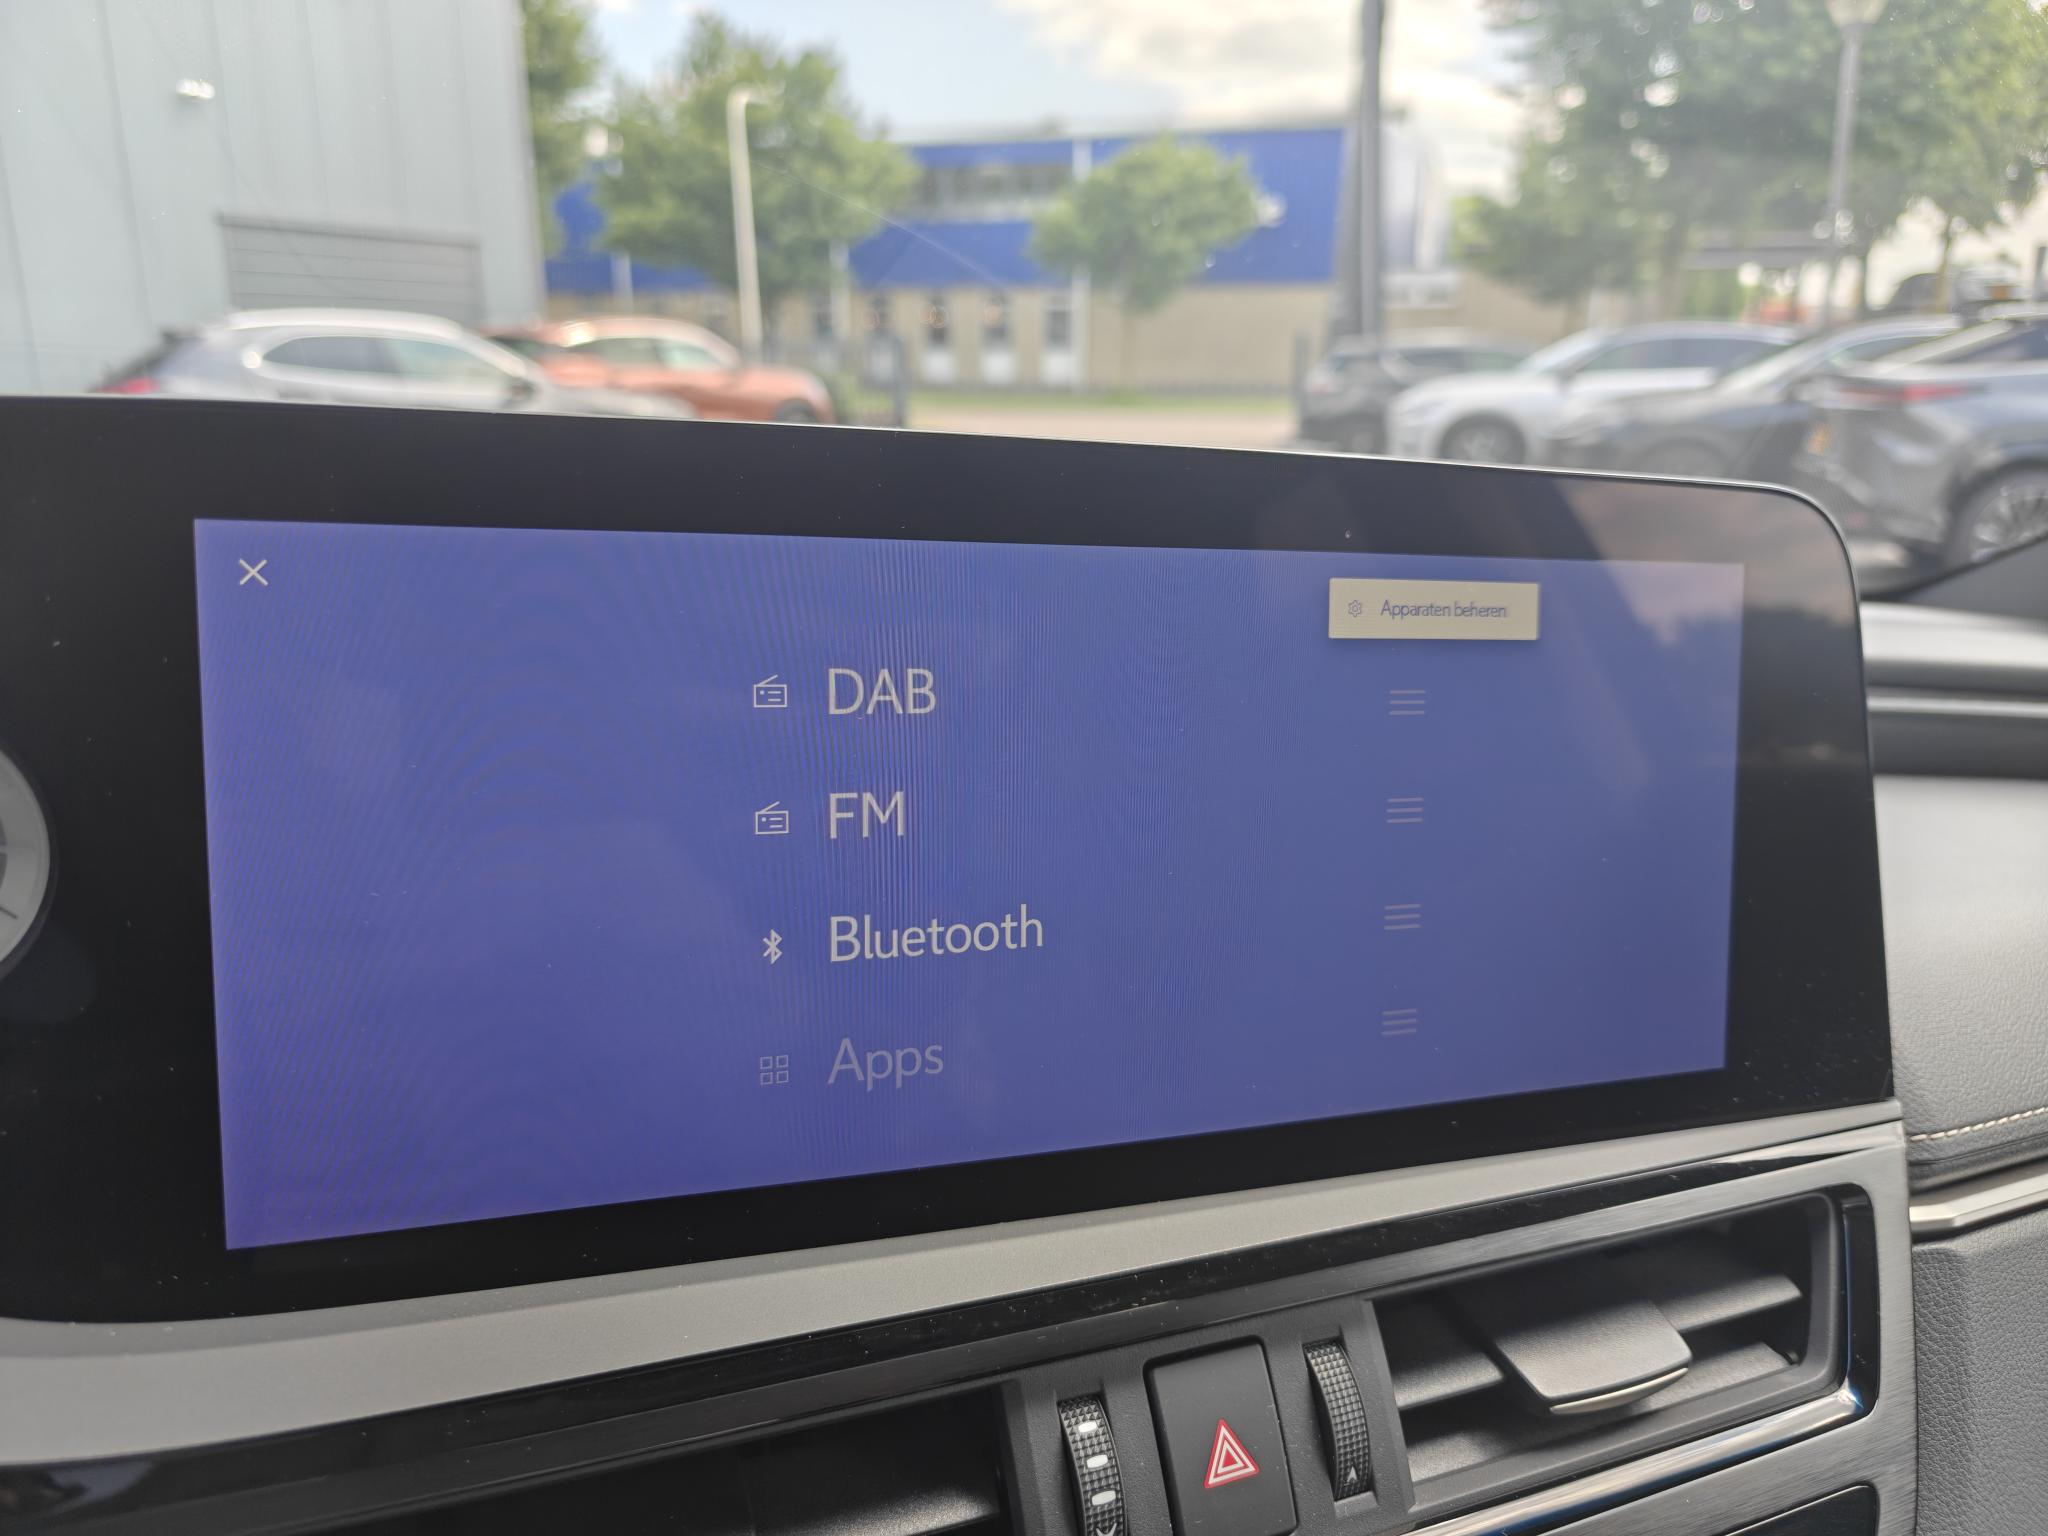 Apparaten beheren
DAB
FM
Bluetooth
Apps